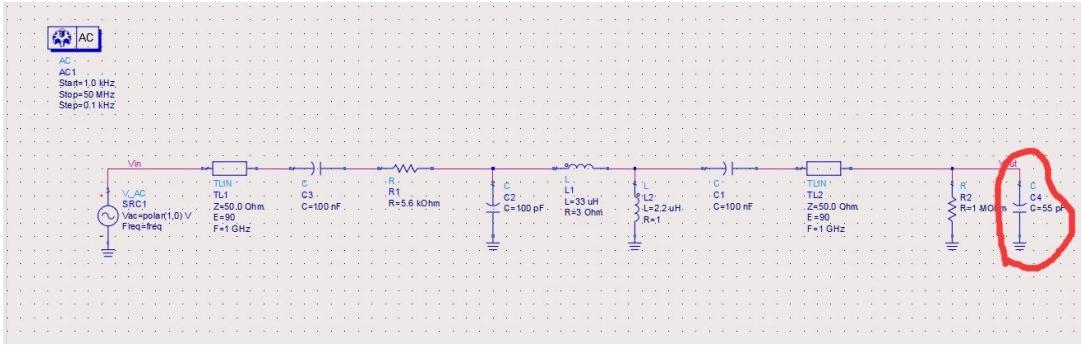 AC
AC
AC1
Start=1.0 kHz
Stop=50 MHz
Step=0.1 kHz
Vin
V_AC
SRC1
Vac=polar(1,0) V
Freq=freq
TLIN
TL1
Z=50.0 Ohm
E=90
F=1 GHz
C
C3
C=100 nF
R
R1
R=5.6 kOhm
C
C2
C=100 pF
L
L1
L=33 uH
R=3 Ohm
L
L2
L=2.2 uH
R=.1
C
C1
C=100 nF
TLIN
TL2
Z=50.0 Ohm
E=90
F=1 GHz
R
R2
R=1 MOhm
C
C4
C=55 pF